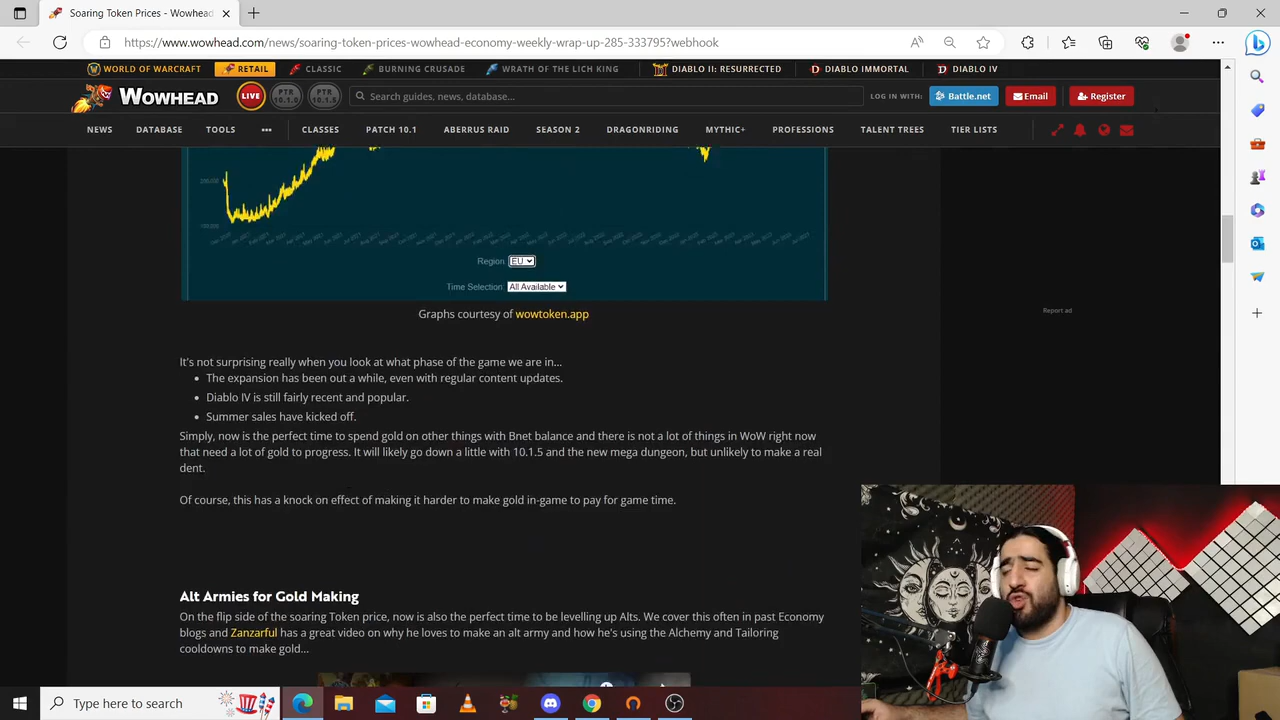 Soaring Token Prices - Wowhead
https://www.wowhead.com/news/soaring-token-prices-wowhead-economy-weekly-wrap-up-285-333795?webhook
WORLD OF WARCRAFT RETAIL CLASSIC BURNING CRUSADE WRATH OF THE LICH KING DIABLO II: RESURRECTED DIABLO IMMORTAL DIABLO IV
WOWHEAD LIVE PTR 10.1.0 PTR 10.1.5 Search guides, news, database... LOG IN WITH: Battle.net Email Register
NEWS DATABASE TOOLS ••• CLASSES PATCH 10.1 ABERRUS RAID SEASON 2 DRAGONRIDING MYTHIC+ PROFESSIONS TALENT TREES TIER LISTS
Region: EU
Time Selection: All Available
Graphs courtesy of wowtoken.app
Report ad
It's not surprising really when you look at what phase of the game we are in...
• The expansion has been out a while, even with regular content updates.
• Diablo IV is still fairly recent and popular.
• Summer sales have kicked off.
Simply, now is the perfect time to spend gold on other things with Bnet balance and there is not a lot of things in WoW right now
that need a lot of gold to progress. It will likely go down a little with 10.1.5 and the new mega dungeon, but unlikely to make a real
dent.
Of course, this has a knock on effect of making it harder to make gold in-game to pay for game time.
Alt Armies for Gold Making
On the flip side of the soaring Token price, now is also the perfect time to be levelling up Alts. We cover this often in past Economy
blogs and Zanzarful has a great video on why he loves to make an alt army and how he's using the Alchemy and Tailoring
cooldowns to make gold...
Type here to search